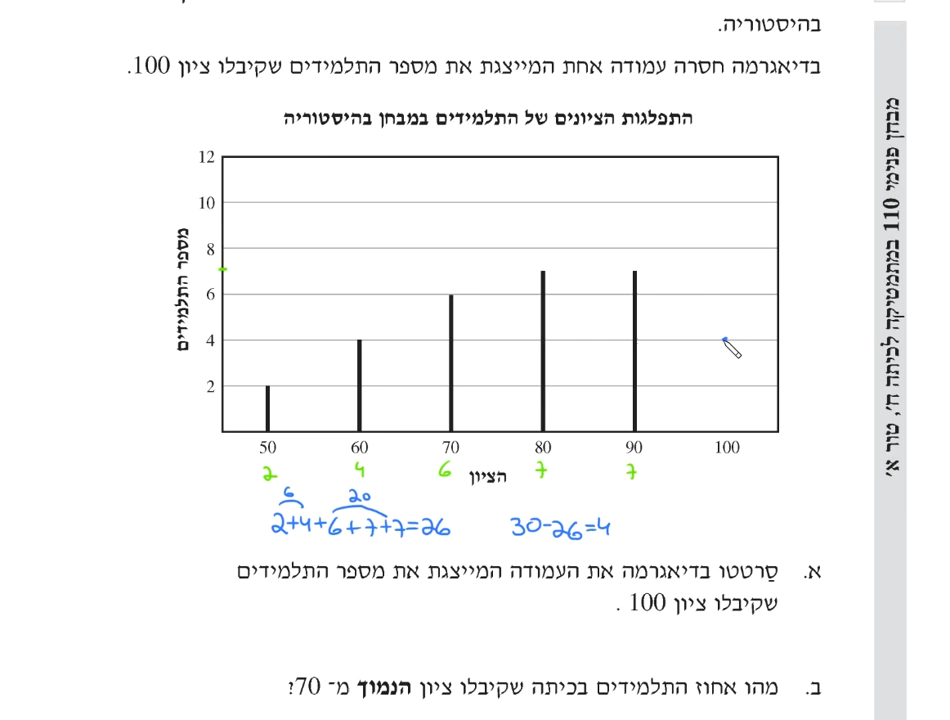 בהיסטוריה.
בדיאגרמה חסרה עמודה אחת המייצגת את מספר התלמידים שקיבלו ציון 100.
התפלגות הציונים של התלמידים במבחן בהיסטוריה
12
10
8
6
4
2
מספר התלמידים
50 60 70 80 90 100
הציון
2 4 6 7 7
6 20
2+4+6+7+7=26 30-26=4
א. סַרטטו בדיאגרמה את העמודה המייצגת את מספר התלמידים
שקיבלו ציון 100 .
ב. מהו אחוז התלמידים בכיתה שקיבלו ציון הנמוך מ־ 70?
מבחן פנימי 110 במתמטיקה לכיתה ח', טור א'